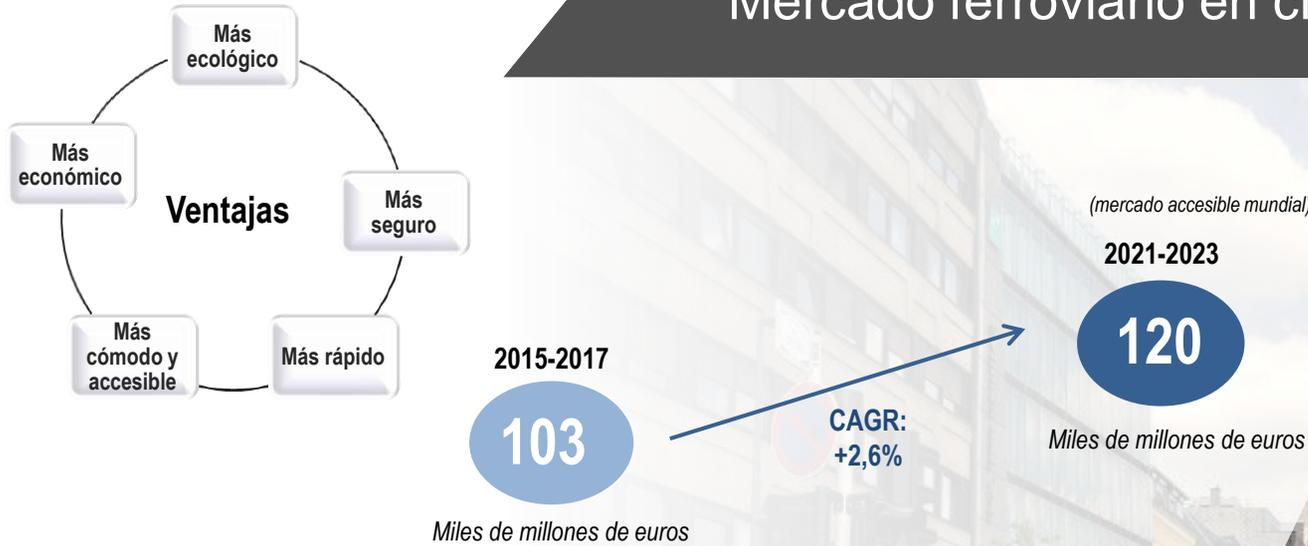 Mercado ferroviario en
Más
ecológico
Más
económico
Ventajas
Más
seguro
Más
cómodo y
accesible
Más rápido
2015-2017
103
Miles de millones de euros
CAGR:
+2,6%
(mercado accesible mundial)
2021-2023
120
Miles de millones de euros